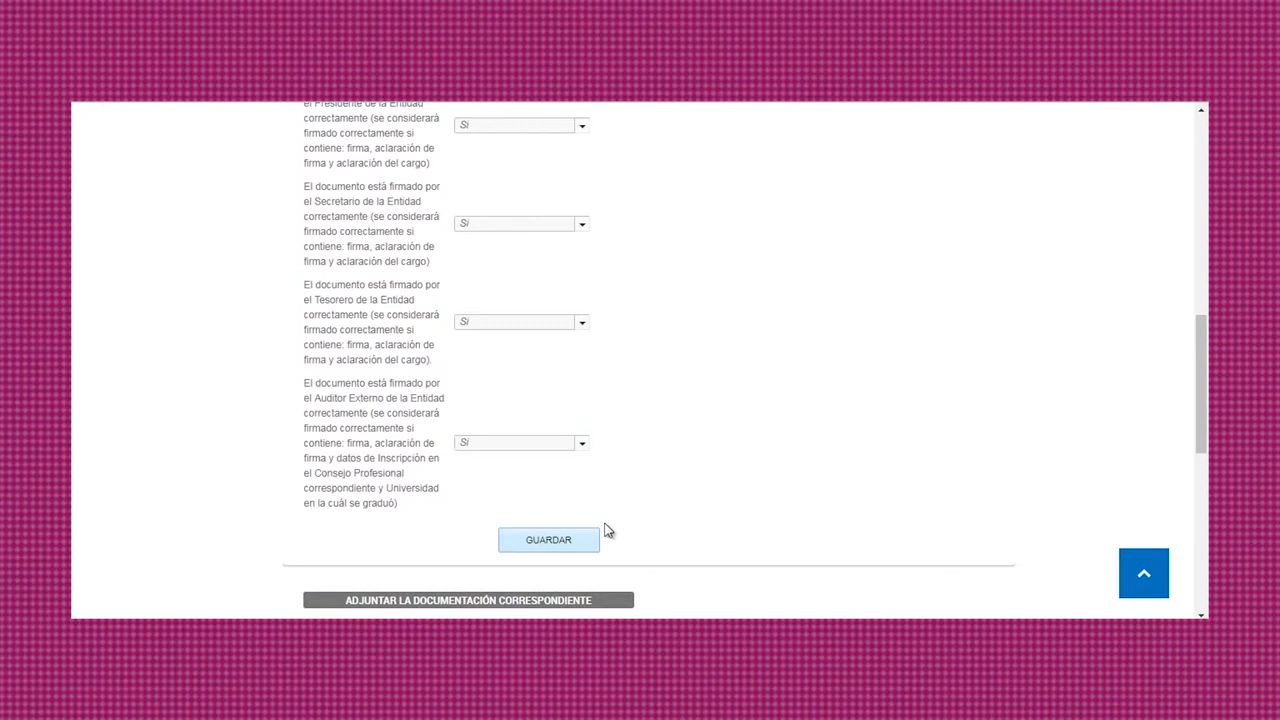 el Presidente de la Entidad
correctamente (se considerará
firmado correctamente si
contiene: firma, aclaración de
firma y aclaración del cargo)
Si
El documento está firmado por
el Secretario de la Entidad
correctamente (se considerará
firmado correctamente si
contiene: firma, aclaración de
firma y aclaración del cargo)
Si
El documento está firmado por
el Tesorero de la Entidad
correctamente (se considerará
firmado correctamente si
contiene: firma, aclaración de
firma y aclaración del cargo).
Si
El documento está firmado por
el Auditor Externo de la Entidad
correctamente (se considerará
firmado correctamente si
contiene: firma, aclaración de
firma y datos de Inscripción en
el Consejo Profesional
correspondiente y Universidad
en la cuál se graduó)
Si
GUARDAR
ADJUNTAR LA DOCUMENTACIÓN CORRESPONDIENTE